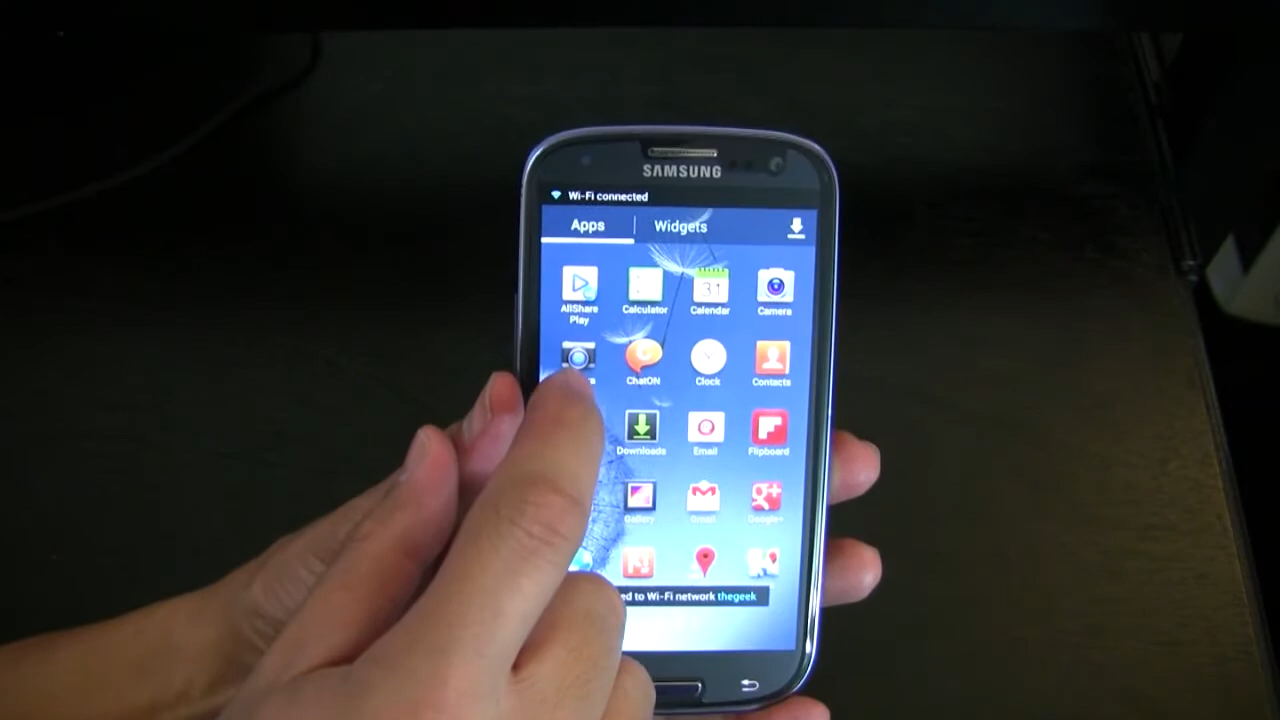 SAMSUNG
Wi-Fi connected
Apps
Widgets
AllShare
Play
Calculator
31
Calendar
Camera
ChatON
Clock
Contacts
Downloads
Email
Flipboard
Gallery
Gmail
Google+
ed to Wi-Fi network thegeek